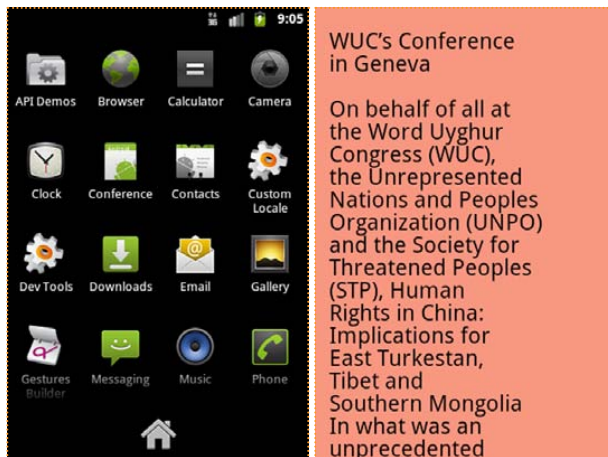 9:05
API Demos
Browser
Calculator
Camera
Clock
Conference
Contacts
Custom
Locale
Dev Tools
Downloads
Email
Gallery
Gestures
Builder
Messaging
Music
Phone
WUC's Conference
in Geneva
On behalf of all at
the Word Uyghur
Congress (WUC),
the Unrepresented
Nations and Peoples
Organization (UNPO)
and the Society for
Threatened Peoples
(STP), Human
Rights in China:
Implications for
East Turkestan,
Tibet and
Southern Mongolia
In what was an
unprecedented